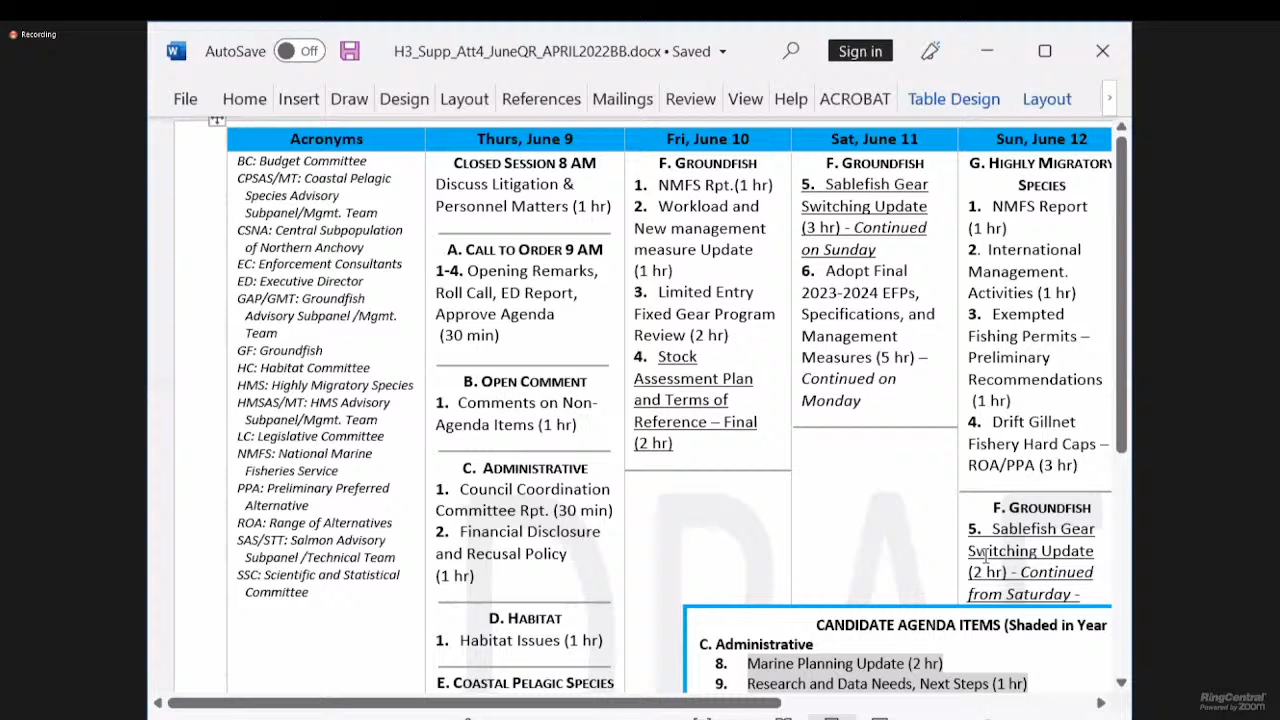 Recording
AutoSave Off H3_Supp_Att4_JuneQR_APRIL2022BB.docx • Saved Sign in
File Home Insert Draw Design Layout References Mailings Review View Help ACROBAT Table Design Layout
Acronyms
BC: Budget Committee
CPSAS/MT: Coastal Pelagic
Species Advisory
Subpanel/Mgmt. Team
CSNA: Central Subpopulation
of Northern Anchovy
EC: Enforcement Consultants
ED: Executive Director
GAP/GMT: Groundfish
Advisory Subpanel /Mgmt.
Team
GF: Groundfish
HC: Habitat Committee
HMS: Highly Migratory Species
HMSAS/MT: HMS Advisory
Subpanel/Mgmt. Team
LC: Legislative Committee
NMFS: National Marine
Fisheries Service
PPA: Preliminary Preferred
Alternative
ROA: Range of Alternatives
SAS/STT: Salmon Advisory
Subpanel /Technical Team
SSC: Scientific and Statistical
Committee
Thurs, June 9
CLOSED SESSION 8 AM
Discuss Litigation &
Personnel Matters (1 hr)
A. CALL TO ORDER 9 AM
1-4. Opening Remarks,
Roll Call, ED Report,
Approve Agenda
(30 min)
B. OPEN COMMENT
1. Comments on Non-
Agenda Items (1 hr)
C. ADMINISTRATIVE
1. Council Coordination
Committee Rpt. (30 min)
2. Financial Disclosure
and Recusal Policy
(1 hr)
D. HABITAT
1. Habitat Issues (1 hr)
E. COASTAL PELAGIC SPECIES
Fri, June 10
F. GROUNDFISH
1. NMFS Rpt.(1 hr)
2. Workload and
New management
measure Update
(1 hr)
3. Limited Entry
Fixed Gear Program
Review (2 hr)
4. Stock
Assessment Plan
and Terms of
Reference – Final
(2 hr)
Sat, June 11
F. GROUNDFISH
5. Sablefish Gear
Switching Update
(3 hr) - Continued
on Sunday
6. Adopt Final
2023-2024 EFPs,
Specifications, and
Management
Measures (5 hr) –
Continued on
Monday
Sun, June 12
G. HIGHLY MIGRATORY
SPECIES
1. NMFS Report
(1 hr)
2. International
Management.
Activities (1 hr)
3. Exempted
Fishing Permits –
Preliminary
Recommendations
(1 hr)
4. Drift Gillnet
Fishery Hard Caps –
ROA/PPA (3 hr)
F. GROUNDFISH
5. Sablefish Gear
Switching Update
(2 hr) - Continued
from Saturday -
CANDIDATE AGENDA ITEMS (Shaded in Year
C. Administrative
8. Marine Planning Update (2 hr)
9. Research and Data Needs, Next Steps (1 hr)
RingCentral
Powered by zoom